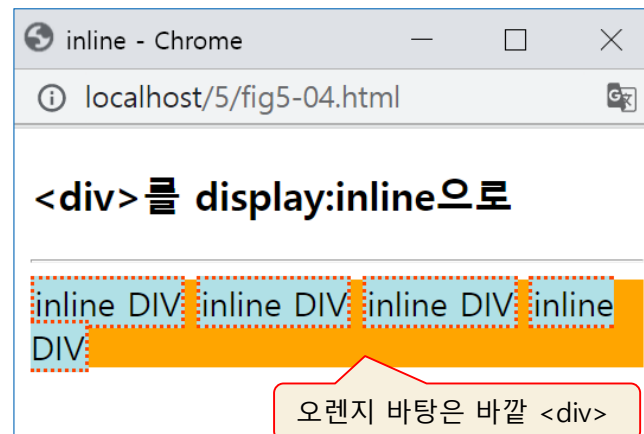 inline - Chrome
localhost/5/fig5-04.html
<div>를 display:inline으로
inline DIV inline DIV inline DIV inline
DIV
오렌지 바탕은 바깥 <div>